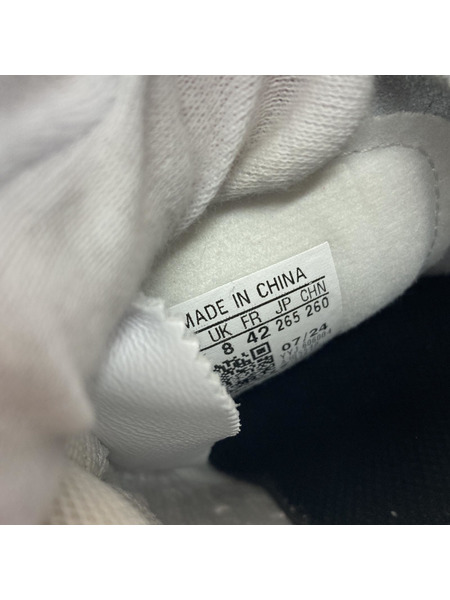 MADE IN CHINA
UK FR JP CHN
8 42 265 260
07/24